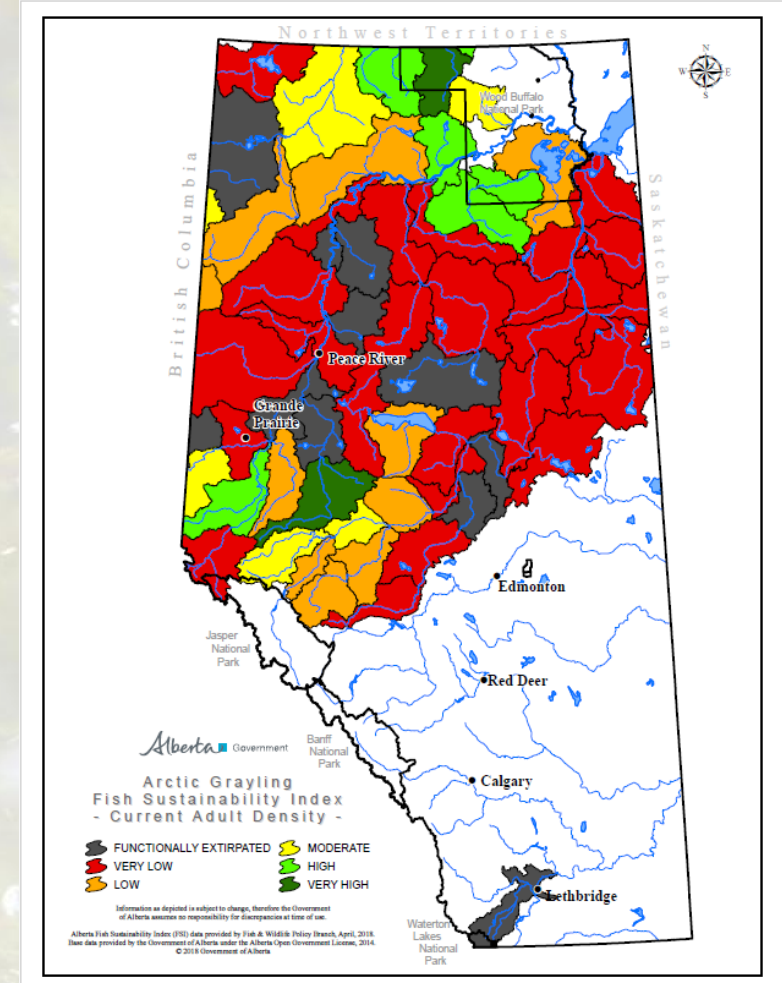 Northwest Territories
N
W E
S
Wood Buffalo
National Park
British Columbia
Saskatchewan
Peace River
Grande
Prairie
Edmonton
Jasper
National
Park
Red Deer
Alberta Government
Banff
National
Park
Arctic Grayling
Fish Sustainability Index
- Current Adult Density -
Calgary
FUNCTIONALLY EXTIRPATED MODERATE
VERY LOW HIGH
LOW VERY HIGH
Lethbridge
Information as depicted is subject to change, therefore the Government
of Alberta assumes no responsibility for discrepancies at time of use.
Waterton
Lakes
National
Park
Alberta Fish Sustainability Index (FSI) data provided by Fish & Wildlife Policy Branch, April, 2018.
Base data provided by the Government of Alberta under the Alberta Open Government License, 2014.
© 2018 Government of Alberta